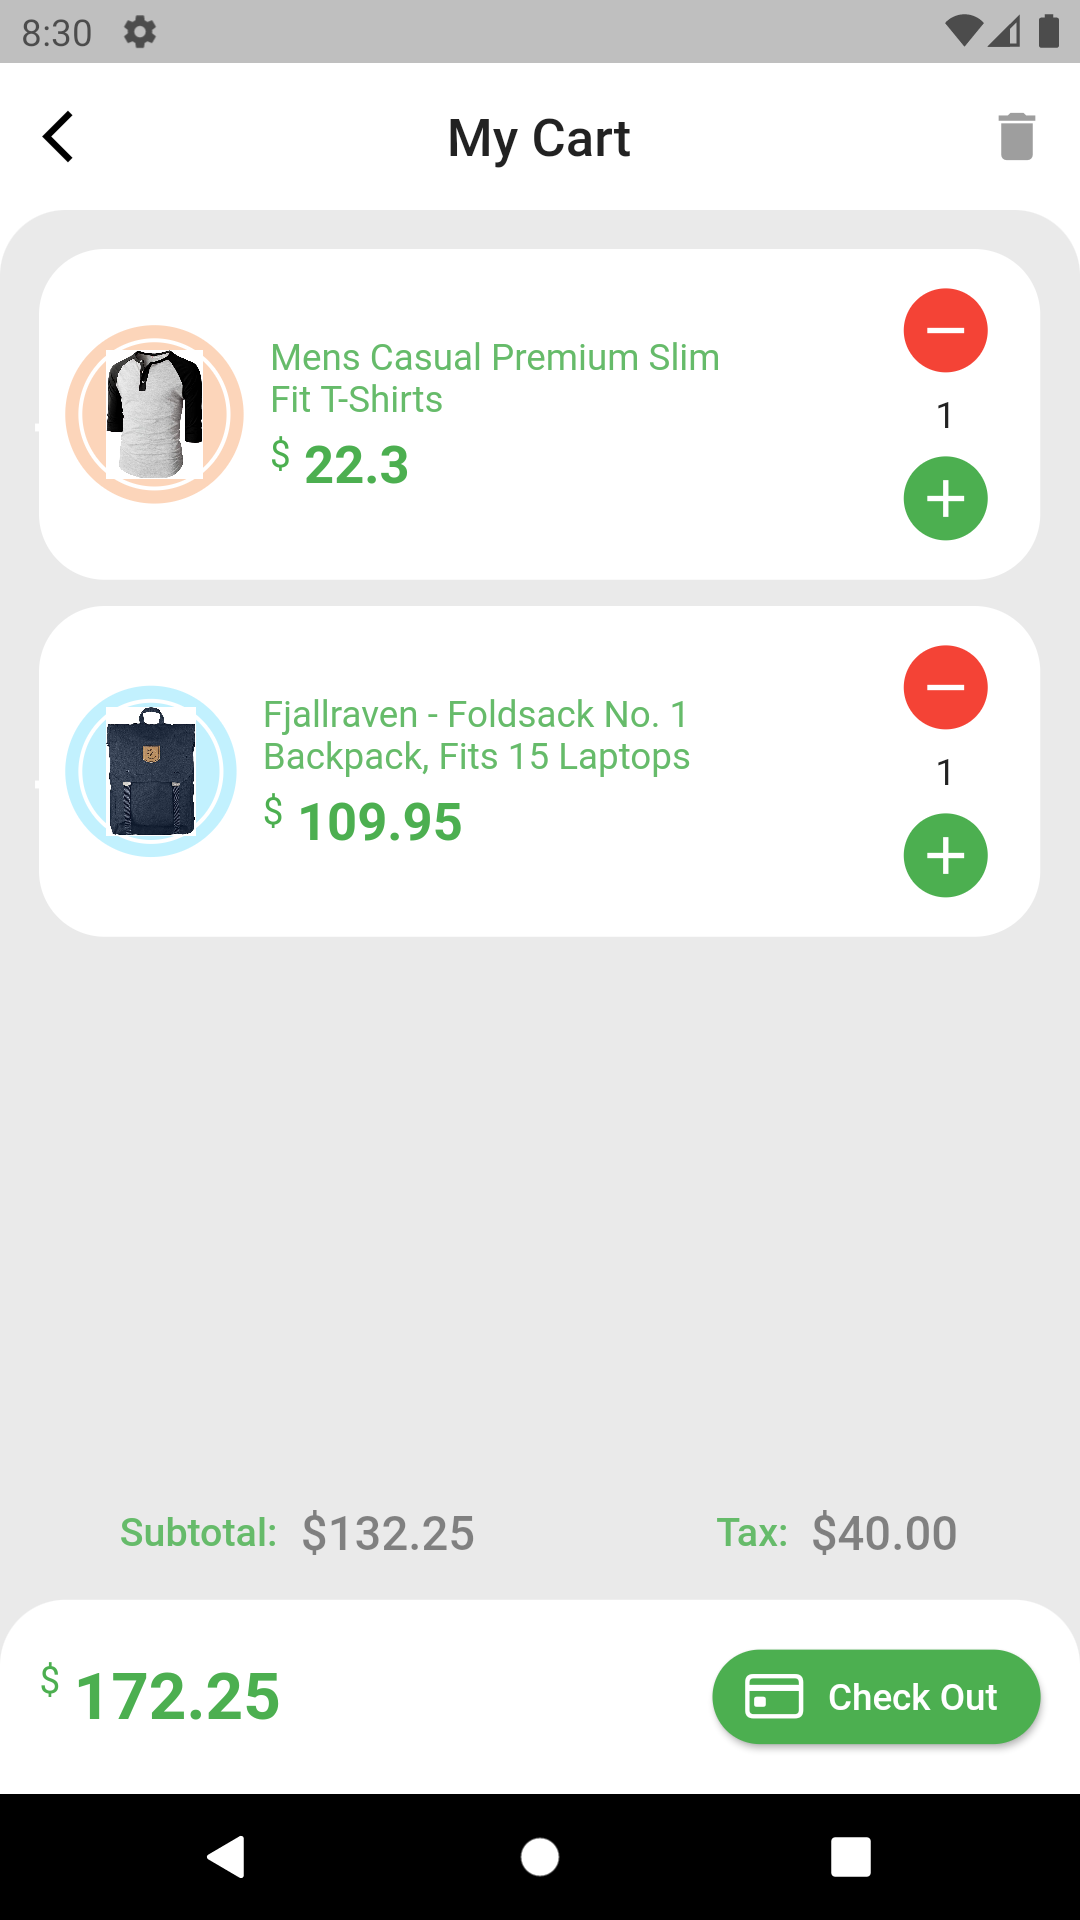 8:30
My Cart
Mens Casual Premium Slim
Fit T-Shirts
$ 22.3
1
Fjallraven - Foldsack No. 1
Backpack, Fits 15 Laptops
$ 109.95
1
Subtotal: $132.25 Tax: $40.00
$ 172.25 Check Out